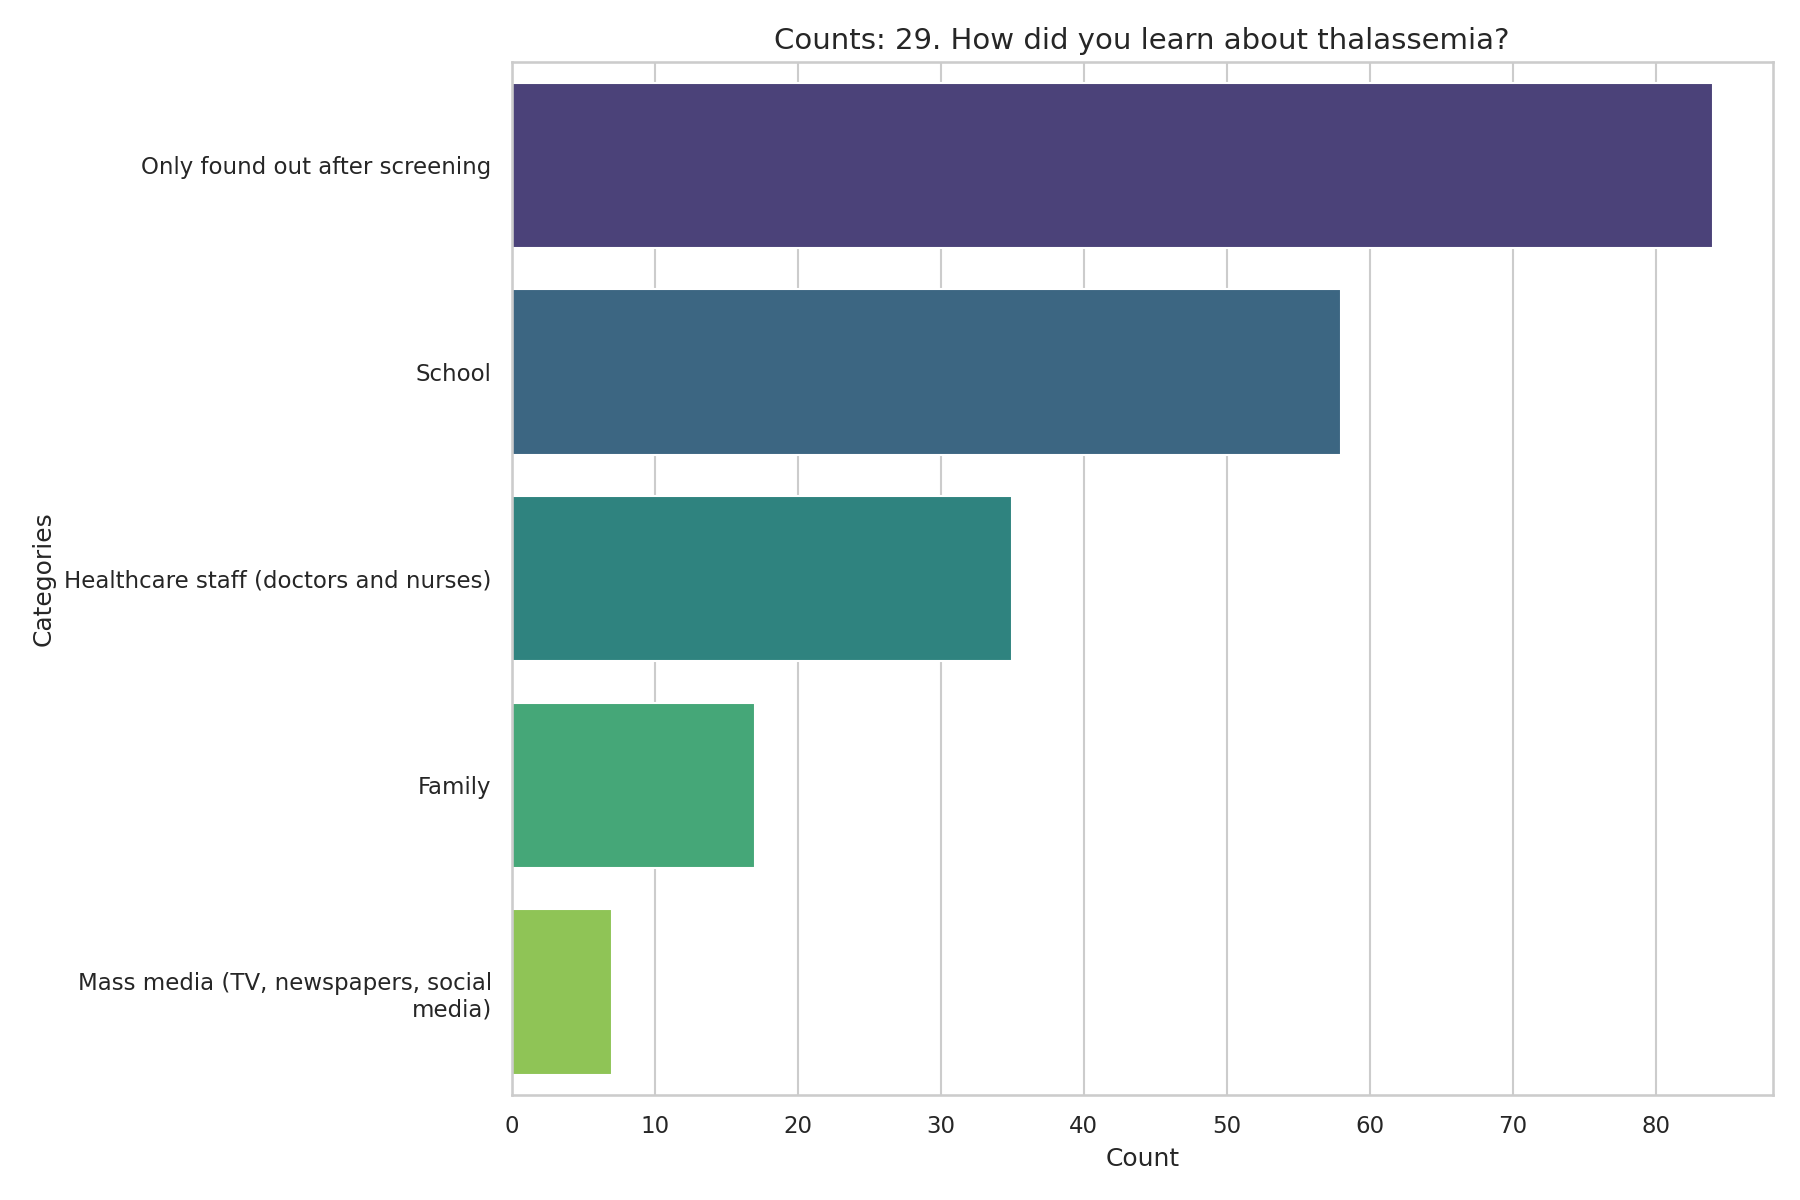 Counts: 29. How did you learn about thalassemia?
Only found out after screening
School
Healthcare staff (doctors and nurses)
Family
Mass media (TV, newspapers, social
media)
Categories
0 10 20 30 40 50 60 70 80
Count